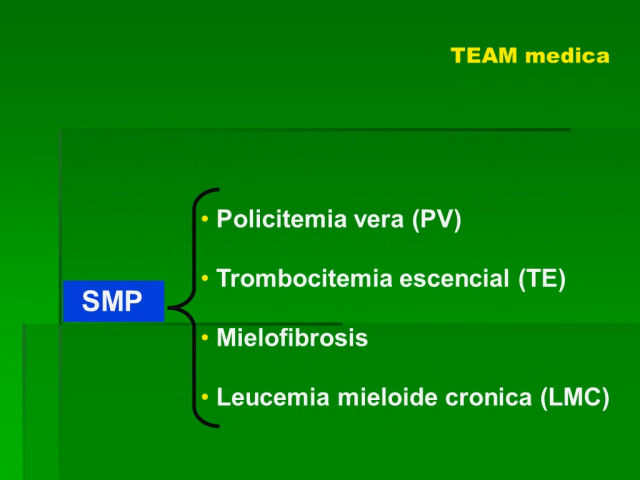 TEAM medica
• Policitemia vera (PV)
• Trombocitemia escencial (TE)
SMP
• Mielofibrosis
• Leucemia mieloide cronica (LMC)